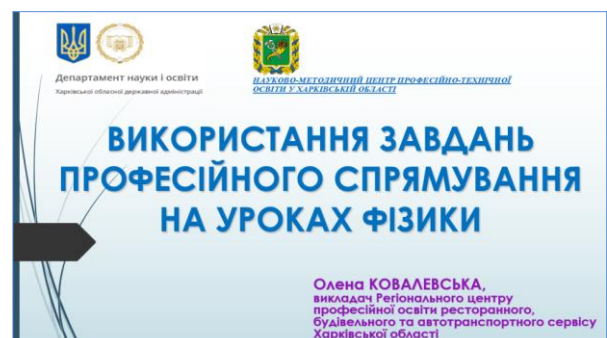 Департамент науки і освіти
Харківської обласної державної адміністрації
НАУКОВО-МЕТОДИЧНИЙ ЦЕНТР ПРОФЕСІЙНО-ТЕХНІЧНОЇ
ОСВІТИ У ХАРКІВСЬКІЙ ОБЛАСТІ
ВИКОРИСТАННЯ ЗАВДАНЬ
ПРОФЕСІЙНОГО СПРЯМУВАННЯ
НА УРОКАХ ФІЗИКИ
Олена КОВАЛЕВСЬКА,
викладач Регіонального центру
професійної освіти ресторанного,
будівельного та автотранспортного сервісу
Харківської області